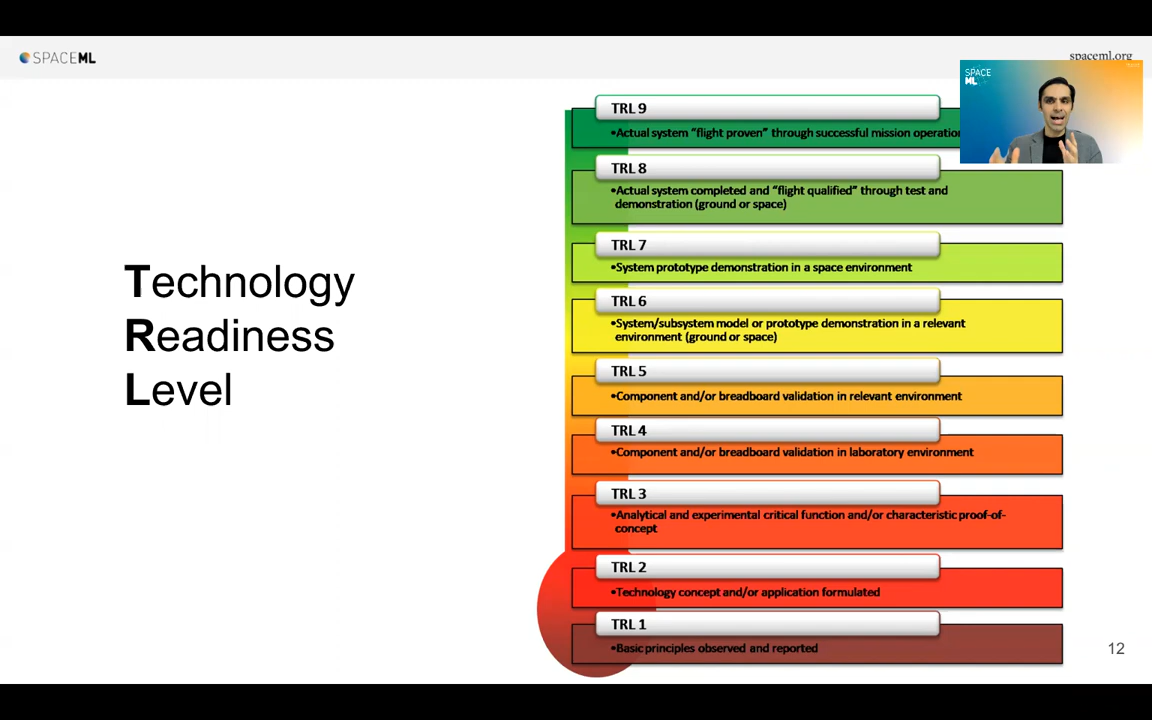 SPACEML
spaceml.org
SPACE
ML
Technology
Readiness
Level
TRL 9
•Actual system “flight proven” through successful mission operation
TRL 8
•Actual system completed and “flight qualified” through test and
demonstration (ground or space)
TRL 7
•System prototype demonstration in a space environment
TRL 6
•System/subsystem model or prototype demonstration in a relevant
environment (ground or space)
TRL 5
•Component and/or breadboard validation in relevant environment
TRL 4
•Component and/or breadboard validation in laboratory environment
TRL 3
•Analytical and experimental critical function and/or characteristic proof-of-
concept
TRL 2
•Technology concept and/or application formulated
TRL 1
•Basic principles observed and reported
12